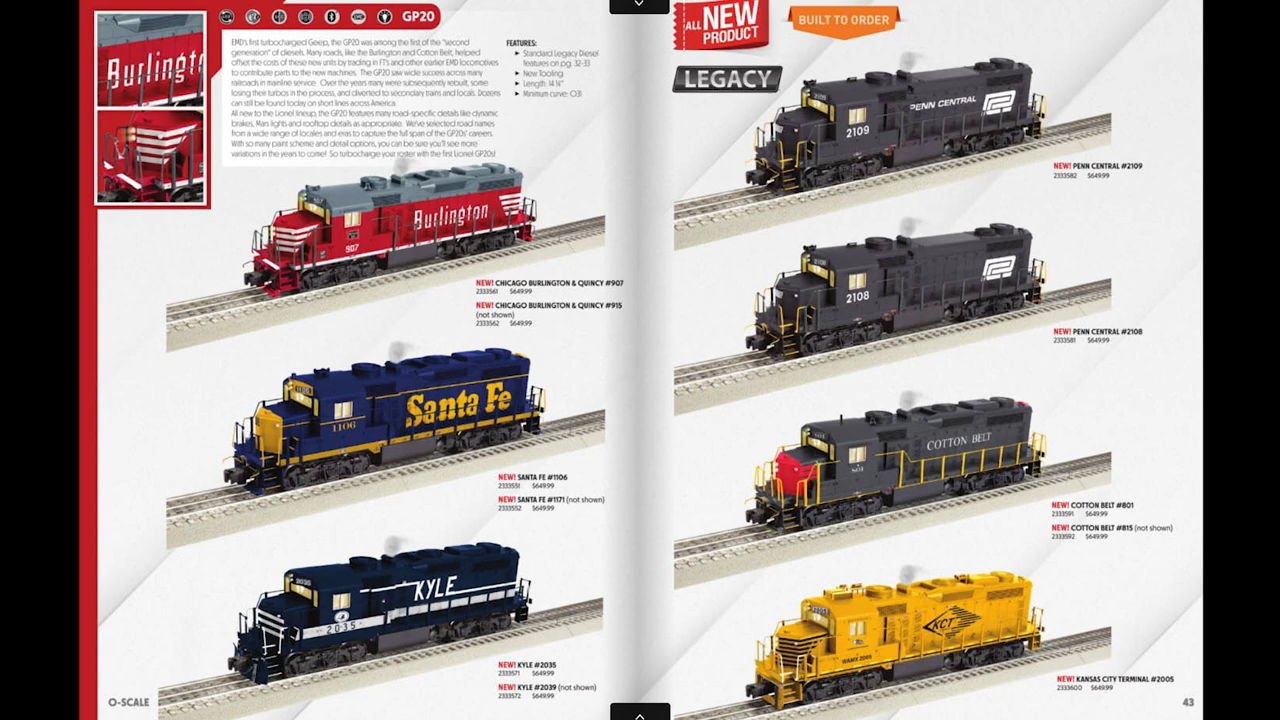 GP20
EMD's first turbocharged Geep, the GP20 was among the first of the "second
generation" of diesels. Many roads, like the Burlington and Cotton Belt, helped
offset the costs of these new units by trading in FT's and other earlier EMD locomotives
to contribute parts to the new machines. The GP20 saw wide success across many
railroads in mainline service. Over the years many were subsequently rebuilt, some
losing their turbos in the process, and diverted to secondary trains and locals. Dozens
can still be found today on short lines across America.
All new to the Lionel lineup, the GP20 features many road-specific details like dynamic
brakes, Mars lights and rooftop details as appropriate. We've selected road names
from a wide range of locales and eras to capture the full span of the GP20s' careers.
With so many paint scheme and detail options, you can be sure you'll see more
variations in the years to come! So turbocharge your roster with the first Lionel GP20s!
FEATURES:
► Standard Legacy Diesel
features on pg. 32-33
► New Tooling
► Length: 14 ¼"
► Minimum curve: O31
Burlingt
907
Burlington
907
NEW! CHICAGO BURLINGTON & QUINCY #907
2333561 $649.99
NEW! CHICAGO BURLINGTON & QUINCY #915
(not shown)
2333562 $649.99
1106
Santa Fe
1106
NEW! SANTA FE #1106
2333551 $649.99
NEW! SANTA FE #1171 (not shown)
2333552 $649.99
2035
KYLE
2035
NEW! KYLE #2035
2333571 $649.99
NEW! KYLE #2039 (not shown)
2333572 $649.99
O-SCALE
ALL NEW
PRODUCT
BUILT TO ORDER
LEGACY
2109
PENN CENTRAL
2109
NEW! PENN CENTRAL #2109
2333582 $649.99
2108
2108
NEW! PENN CENTRAL #2108
2333581 $649.99
COTTON BELT
801
NEW! COTTON BELT #801
2333591 $649.99
NEW! COTTON BELT #815 (not shown)
2333592 $649.99
2005
KCT
WAMX 2005
NEW! KANSAS CITY TERMINAL #2005
2333600 $649.99
43